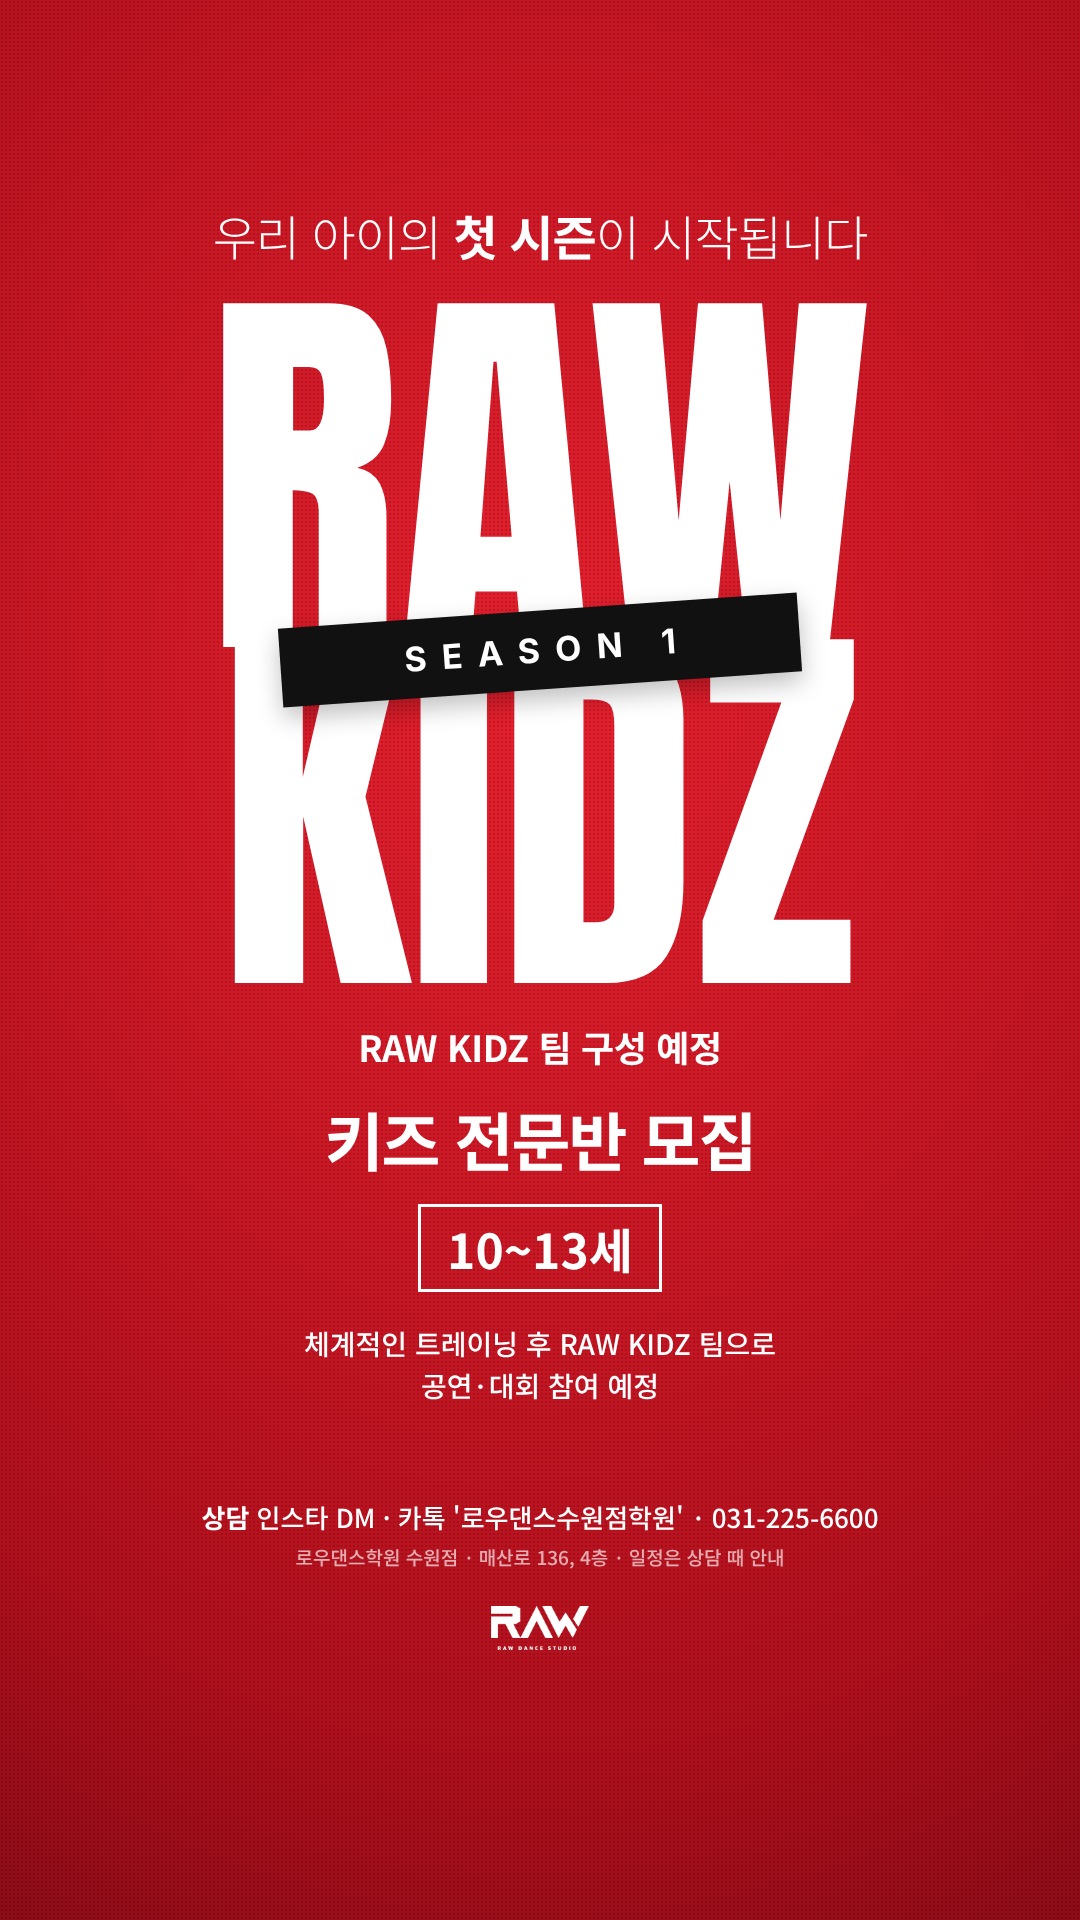 우리 아이의 첫 시즌이 시작됩니다
RAW
SEASON 1
KIDZ
RAW KIDZ 팀 구성 예정
키즈 전문반 모집
10~13세
체계적인 트레이닝 후 RAW KIDZ 팀으로
공연·대회 참여 예정
상담 인스타 DM · 카톡 '로우댄스수원점학원' · 031-225-6600
로우댄스학원 수원점 · 매산로 136, 4층 · 일정은 상담 때 안내
RAW
RAW DANCE STUDIO